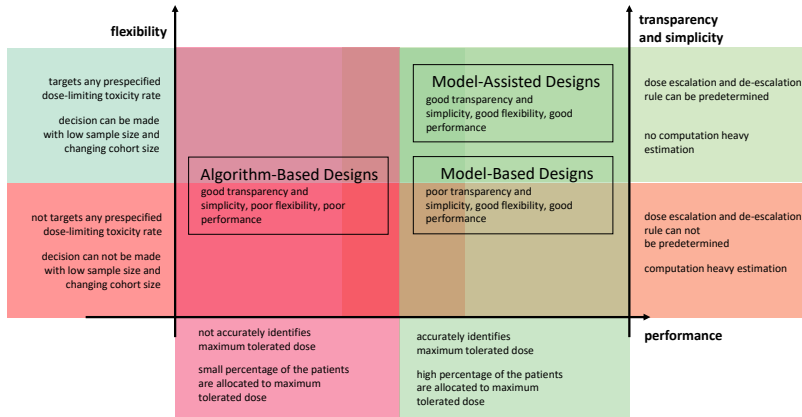 flexibility
transparency
and simplicity
targets any prespecified
dose-limiting toxicity rate
decision can be made
with low sample size and
changing cohort size
Model-Assisted Designs
good transparency and
simplicity, good flexibility, good
performance
dose escalation and de-escalation
rule can be predetermined
no computation heavy
estimation
Algorithm-Based Designs
good transparency and
simplicity, poor flexibility, poor
performance
Model-Based Designs
poor transparency and
simplicity, good flexibility, good
performance
not targets any prespecified
dose-limiting toxicity rate
decision can not be made
with low sample size and
changing cohort size
dose escalation and de-escalation
rule can not
be predetermined
computation heavy estimation
performance
not accurately identifies
maximum tolerated dose
small percentage of the patients
are allocated to maximum
tolerated dose
accurately identifies
maximum tolerated dose
high percentage of the patients
are allocated to maximum
tolerated dose